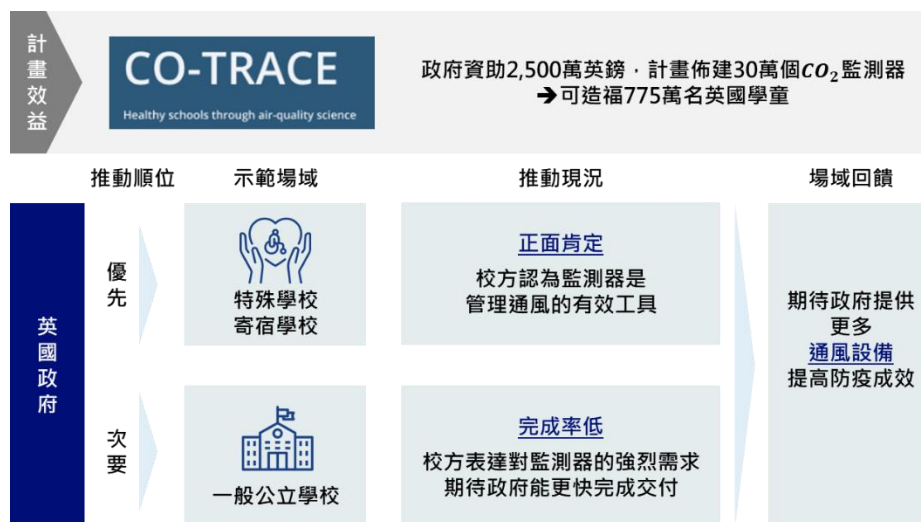 計畫效益
CO-TRACE
Healthy schools through air-quality science
政府資助2,500萬英鎊，計畫佈建30萬個CO₂監測器
➔可造福775萬名英國學童
推動順位
示範場域
推動現況
場域回饋
英國政府
優先
特殊學校
寄宿學校
正面肯定
校方認為監測器是
管理通風的有效工具
次要
一般公立學校
完成率低
校方表達對監測器的強烈需求
期待政府能更快完成交付
期待政府提供
更多
通風設備
提高防疫成效